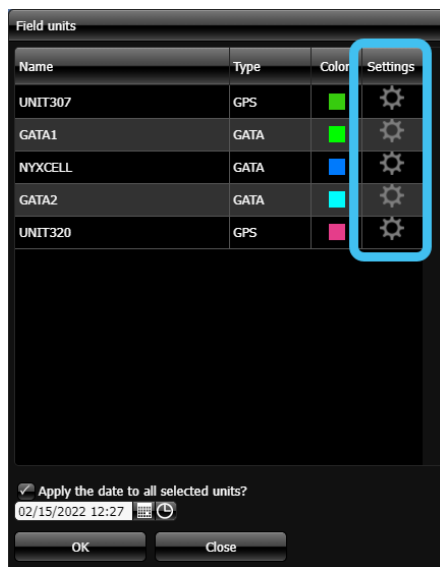 Field units
Name Type Color Settings
UNIT307 GPS
GATA1 GATA
NYXCELL GATA
GATA2 GATA
UNIT320 GPS
Apply the date to all selected units?
02/15/2022 12:27
OK Close